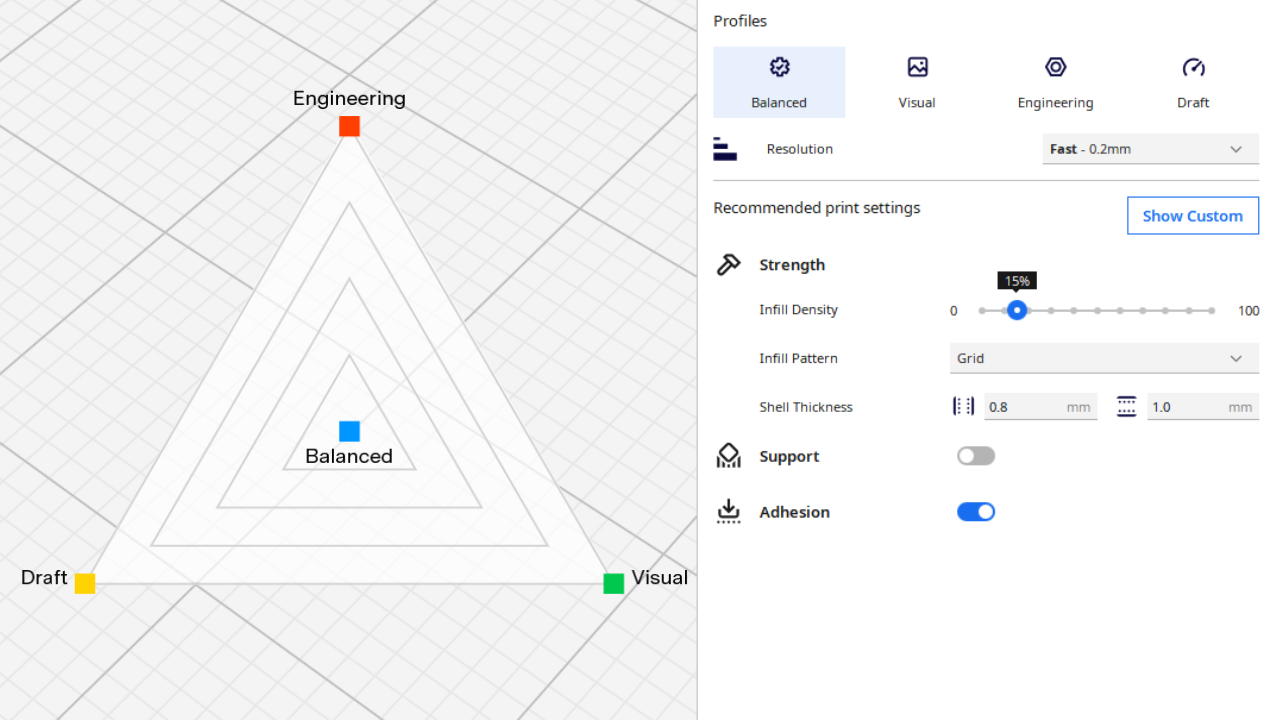 Engineering
Balanced
Draft
Visual
Profiles
Balanced
Visual
Engineering
Draft
Resolution
Fast - 0.2mm
Recommended print settings
Show Custom
Strength
15%
Infill Density
0
100
Infill Pattern
Grid
Shell Thickness
0.8 mm
1.0 mm
Support
Adhesion